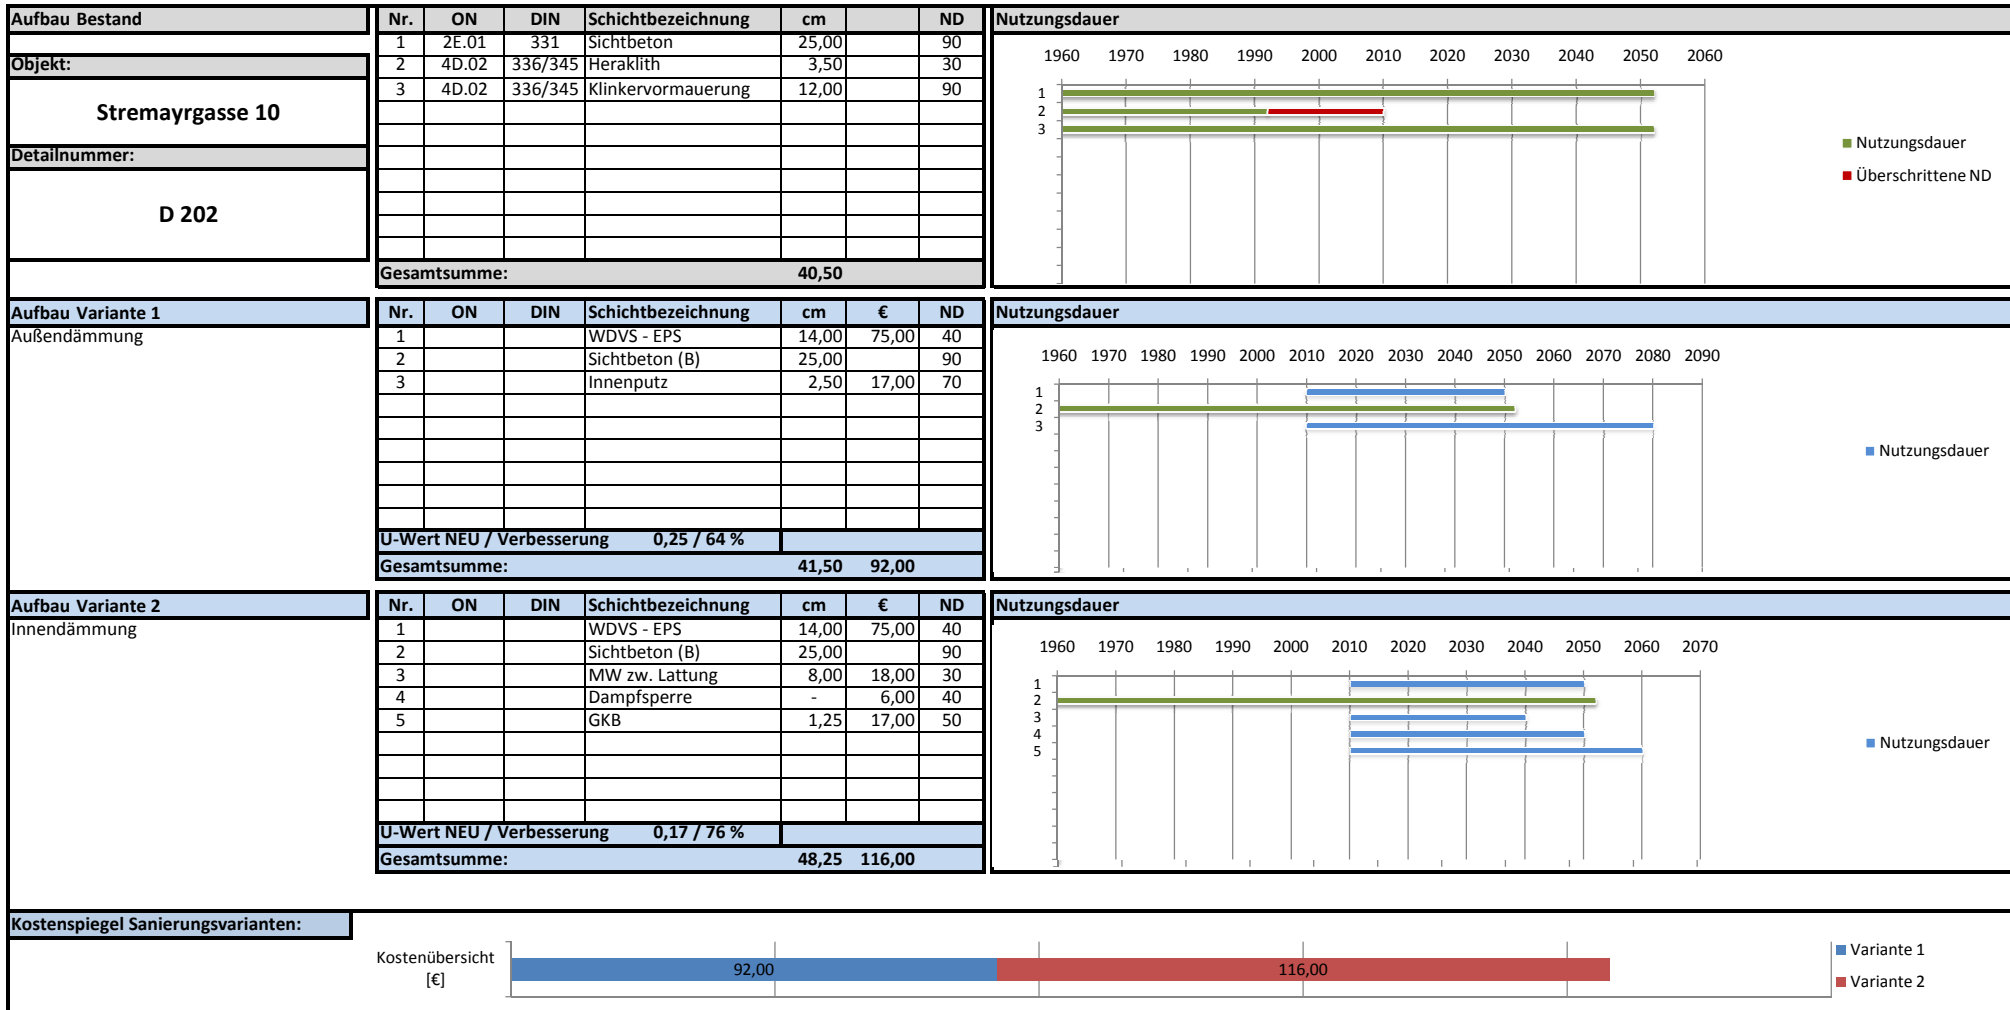 Aufbau Bestand
Objekt:
Stremayrgasse 10
Detailnummer:
D 202
Nr. ON DIN Schichtbezeichnung cm ND
1 2E.01 331 Sichtbeton 25,00 90
2 4D.02 336/345 Heraklith 3,50 30
3 4D.02 336/345 Klinkervormauerung 12,00 90
Gesamtsumme: 40,50
Nutzungsdauer
1960 1970 1980 1990 2000 2010 2020 2030 2040 2050 2060
1
2
3
Nutzungsdauer
Überschrittene ND
Aufbau Variante 1
Außendämmung
Nr. ON DIN Schichtbezeichnung cm € ND
1 WDVS - EPS 14,00 75,00 40
2 Sichtbeton (B) 25,00 90
3 Innenputz 2,50 17,00 70
U-Wert NEU / Verbesserung 0,25 / 64 %
Gesamtsumme: 41,50 92,00
Nutzungsdauer
1960 1970 1980 1990 2000 2010 2020 2030 2040 2050 2060 2070 2080 2090
1
2
3
Nutzungsdauer
Aufbau Variante 2
Innendämmung
Nr. ON DIN Schichtbezeichnung cm € ND
1 WDVS - EPS 14,00 75,00 40
2 Sichtbeton (B) 25,00 90
3 MW zw. Lattung 8,00 18,00 30
4 Dampfsperre - 6,00 40
5 GKB 1,25 17,00 50
U-Wert NEU / Verbesserung 0,17 / 76 %
Gesamtsumme: 48,25 116,00
Nutzungsdauer
1960 1970 1980 1990 2000 2010 2020 2030 2040 2050 2060 2070
1
2
3
4
5
Nutzungsdauer
Kostenspiegel Sanierungsvarianten:
Kostenübersicht
[€]
92,00 116,00
Variante 1
Variante 2